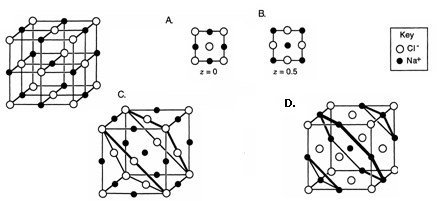 A.
B.
z = 0
z = 0.5
Key
Cl⁻
Na⁺
C.
D.